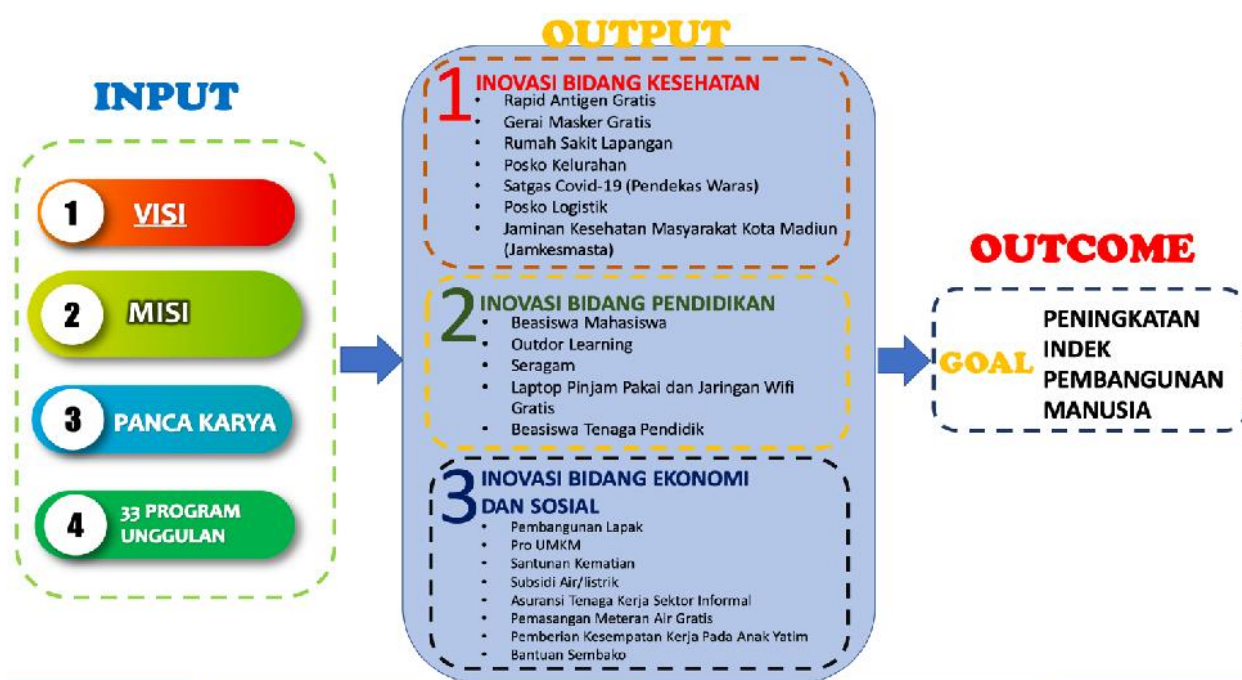 INPUT
1 VISI
2 MISI
3 PANCA KARYA
4 33 PROGRAM
UNGGULAN
OUTPUT
1 INOVASI BIDANG KESEHATAN
• Rapid Antigen Gratis
• Gerai Masker Gratis
• Rumah Sakit Lapangan
• Posko Kelurahan
• Satgas Covid-19 (Pendekas Waras)
• Posko Logistik
• Jaminan Kesehatan Masyarakat Kota Madiun
(Jamkesmasta)
2 INOVASI BIDANG PENDIDIKAN
• Beasiswa Mahasiswa
• Outdor Learning
• Seragam
• Laptop Pinjam Pakai dan Jaringan Wifi
Gratis
• Beasiswa Tenaga Pendidik
3 INOVASI BIDANG EKONOMI
DAN SOSIAL
• Pembangunan Lapak
• Pro UMKM
• Santunan Kematian
• Subsidi Air/listrik
• Asuransi Tenaga Kerja Sektor Informal
• Pemasangan Meteran Air Gratis
• Pemberian Kesempatan Kerja Pada Anak Yatim
• Bantuan Sembako
OUTCOME
GOAL
PENINGKATAN
INDEK
PEMBANGUNAN
MANUSIA